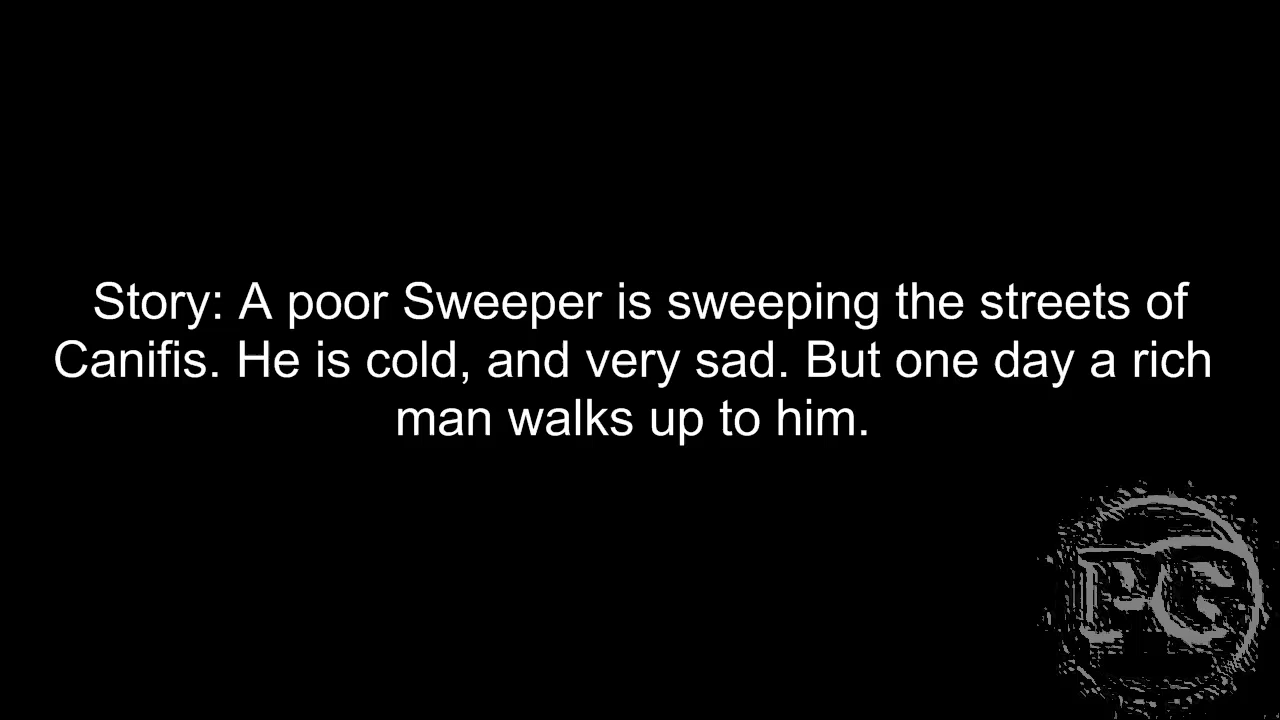 Story: A poor Sweeper is sweeping the streets of
Canifis. He is cold, and very sad. But one day a rich
man walks up to him.
PG